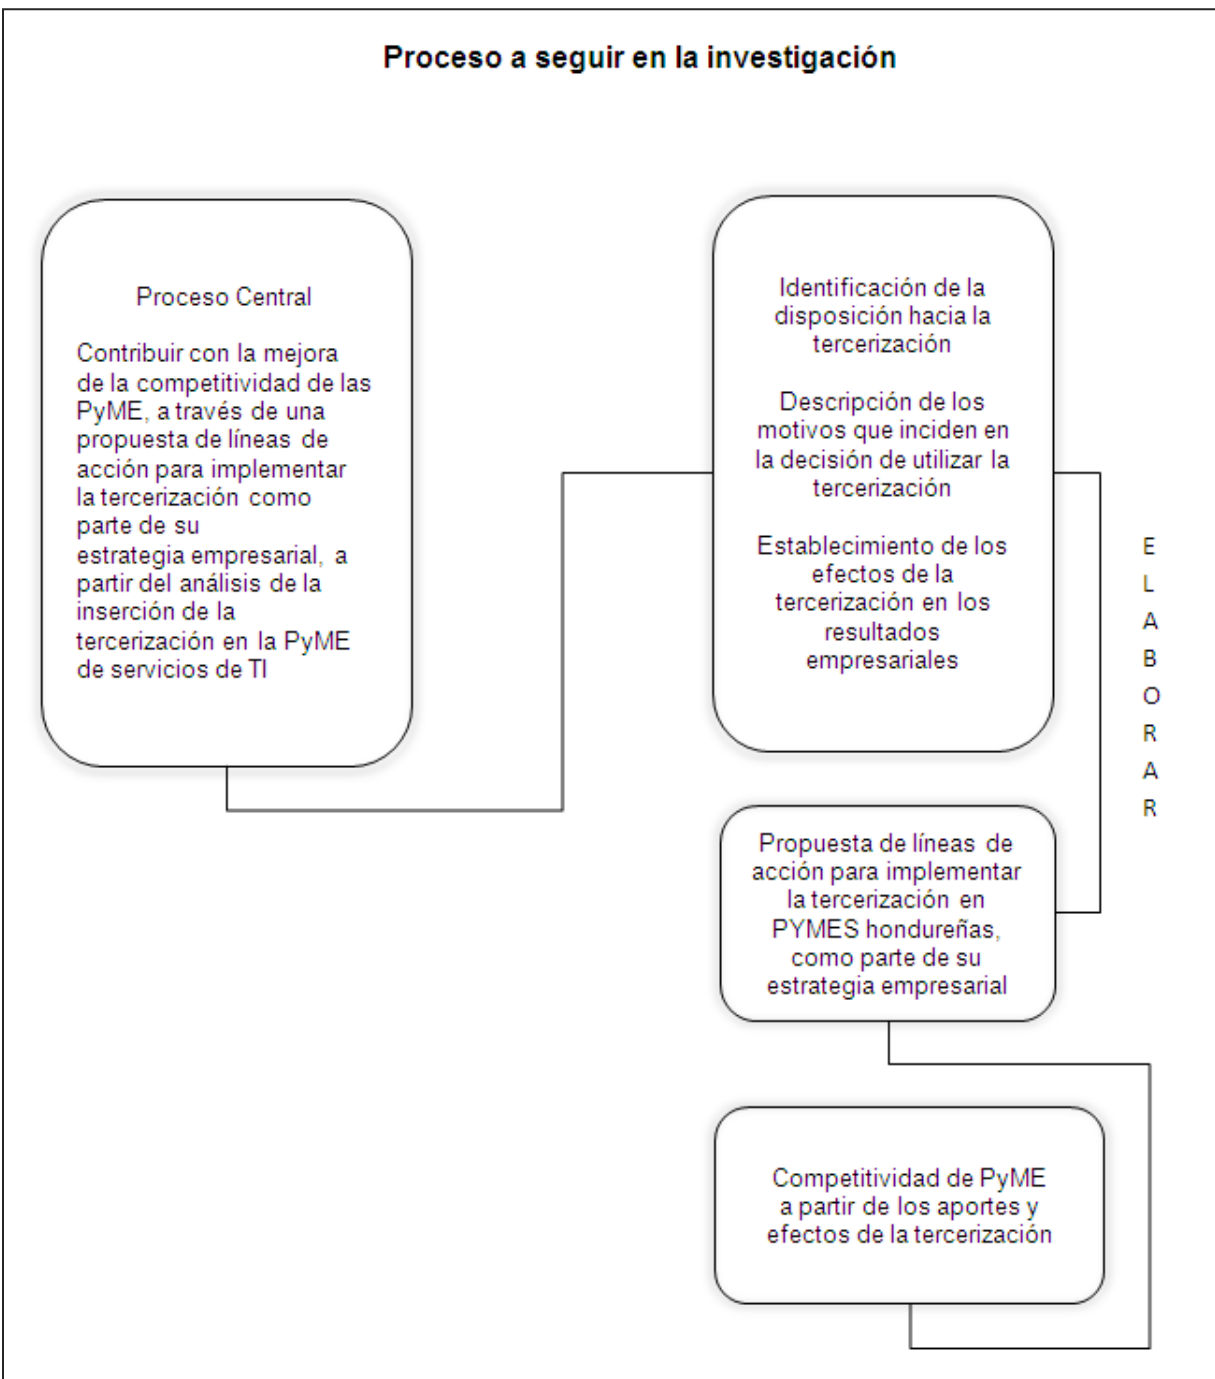 Proceso a seguir en la investigación
Proceso Central
Contribuir con la mejora
de la competitividad de las
PyME, a través de una
propuesta de líneas de
acción para implementar
la tercerización como
parte de su
estrategia empresarial, a
partir del análisis de la
inserción de la
tercerización en la PyME
de servicios de TI
Identificación de la
disposición hacia la
tercerización
Descripción de los
motivos que inciden en
la decisión de utilizar la
tercerización
Establecimiento de los
efectos de la
tercerización en los
resultados
empresariales
E
L
A
B
O
R
A
R
Propuesta de líneas de
acción para implementar
la tercerización en
PYMES hondureñas,
como parte de su
estrategia empresarial
Competitividad de PyME
a partir de los aportes y
efectos de la tercerización